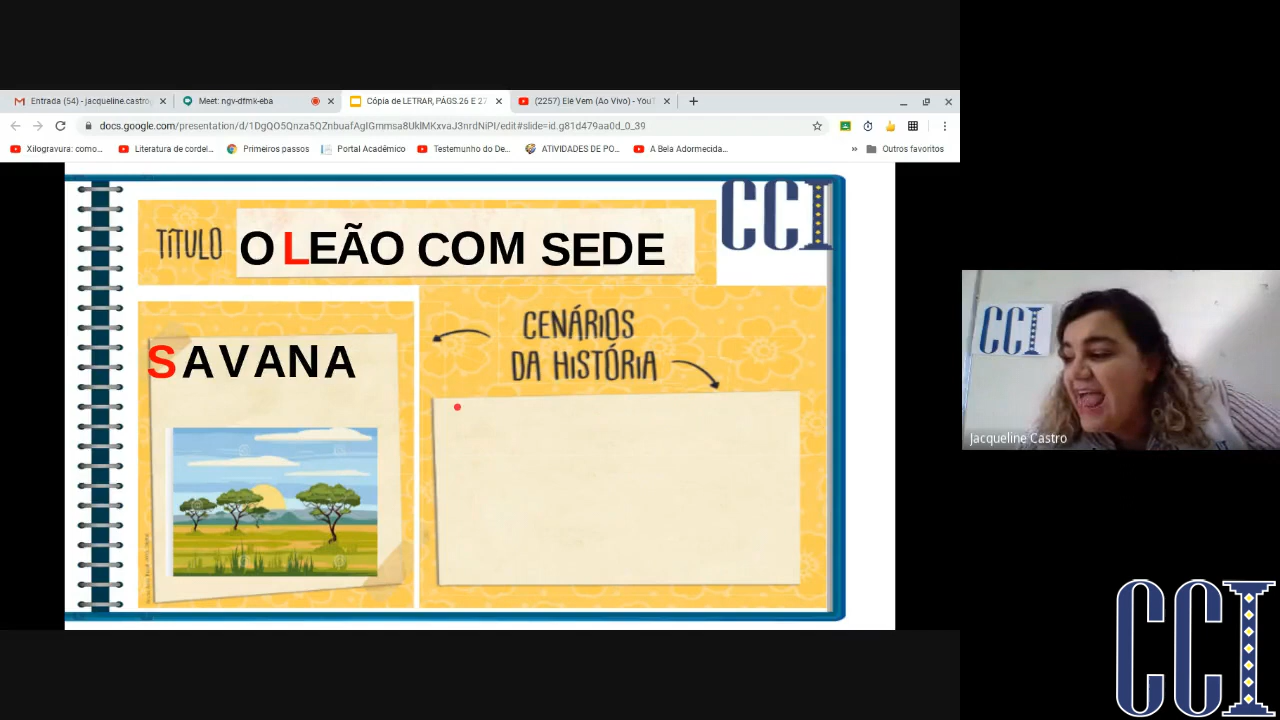 Entrada (54) - jacqueline.castro
Meet: ngv-dfmk-eba
Cópia de LETRAR, PÁGS.26 E 27
(2257) Ele Vem (Ao Vivo) - YouT
docs.google.com/presentation/d/1DgQO5Qnza5QZnbuafAgIGmmsa8UklMKxvaJ3nrdNiPI/edit#slide=id.g81d479aa0d_0_39
Xilogravura: como...
Literatura de cordel...
Primeiros passos
Portal Acadêmico
Testemunho do De...
ATIVIDADES DE PO...
A Bela Adormecida...
»
Outros favoritos
CCI
TÍTULO
O LEÃO COM SEDE
CENÁRIOS
DA HISTÓRIA
SAVANA
CCI
Jacqueline Castro
CCI